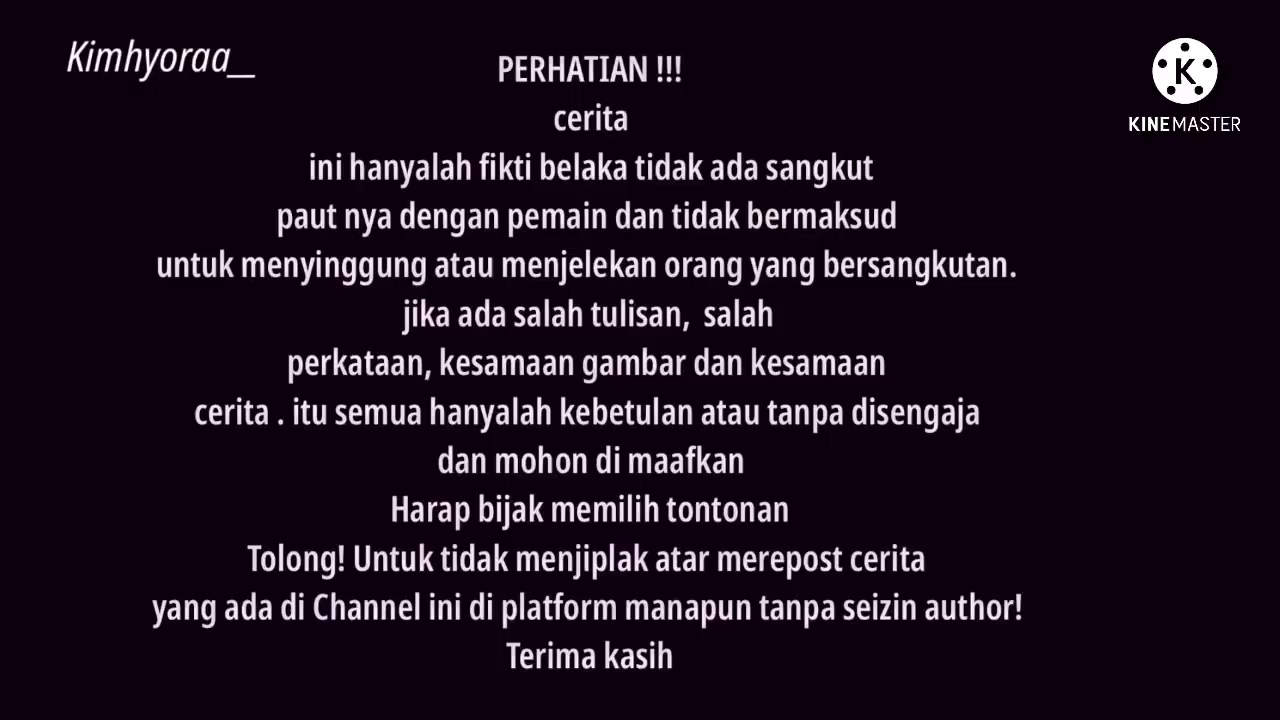 Kimhyoraa__
PERHATIAN !!!
cerita
ini hanyalah fikti belaka tidak ada sangkut
paut nya dengan pemain dan tidak bermaksud
untuk menyinggung atau menjelekan orang yang bersangkutan.
jika ada salah tulisan,  salah
perkataan, kesamaan gambar dan kesamaan
cerita . itu semua hanyalah kebetulan atau tanpa disengaja
dan mohon di maafkan
Harap bijak memilih tontonan
Tolong! Untuk tidak menjiplak atar merepost cerita
yang ada di Channel ini di platform manapun tanpa seizin author!
Terima kasih
K
KINEMASTER